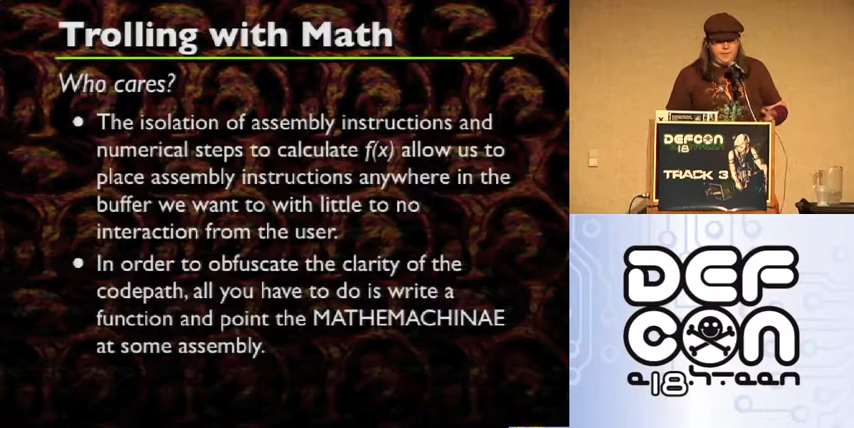 Trolling with Math
Who cares?
• The isolation of assembly instructions and
numerical steps to calculate f(x) allow us to
place assembly instructions anywhere in the
buffer we want to with little to no
interaction from the user.
• In order to obfuscate the clarity of the
codepath, all you have to do is write a
function and point the MATHEMACHINAE
at some assembly.
DEFCON
18
TRACK 3
DEF
CON
e.18.h.teen